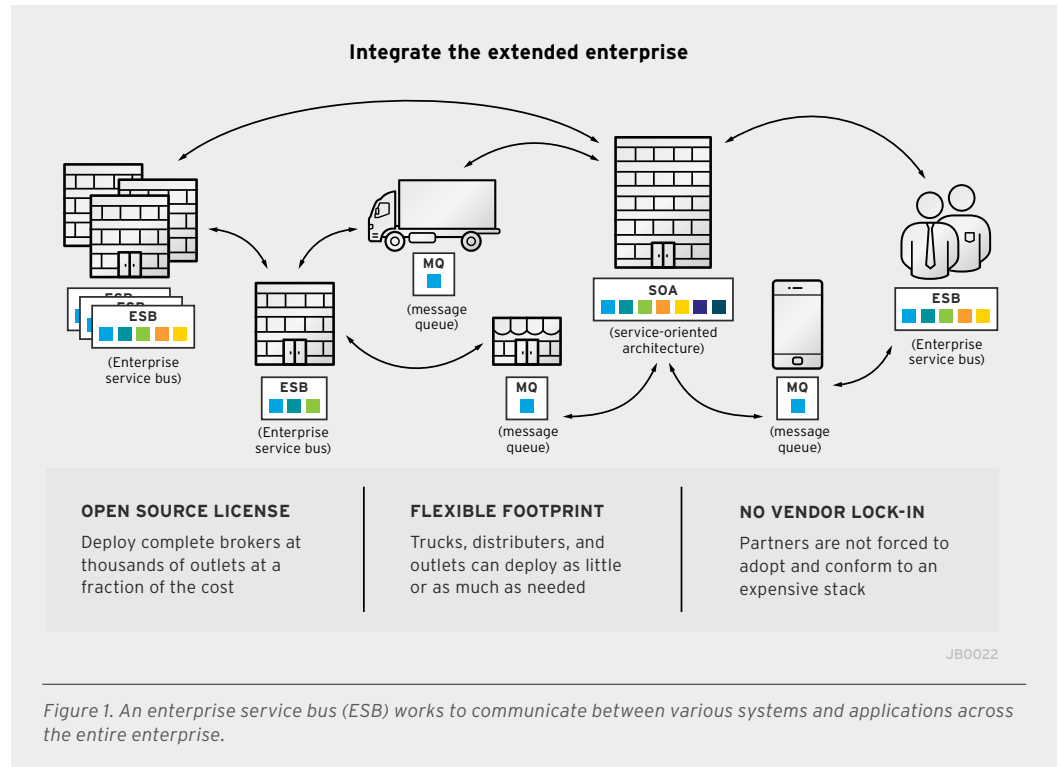 Integrate the extended enterprise
MQ
(message
queue)
SOA
(service-oriented
architecture)
ESB
ESB
ESB
(Enterprise
service bus)
ESB
(Enterprise
service bus)
MQ
(message
queue)
MQ
(message
queue)
ESB
(Enterprise
service bus)
OPEN SOURCE LICENSE
Deploy complete brokers at
thousands of outlets at a
fraction of the cost
FLEXIBLE FOOTPRINT
Trucks, distributers, and
outlets can deploy as little
or as much as needed
NO VENDOR LOCK-IN
Partners are not forced to
adopt and conform to an
expensive stack
JB0022
Figure 1. An enterprise service bus (ESB) works to communicate between various systems and applications across
the entire enterprise.